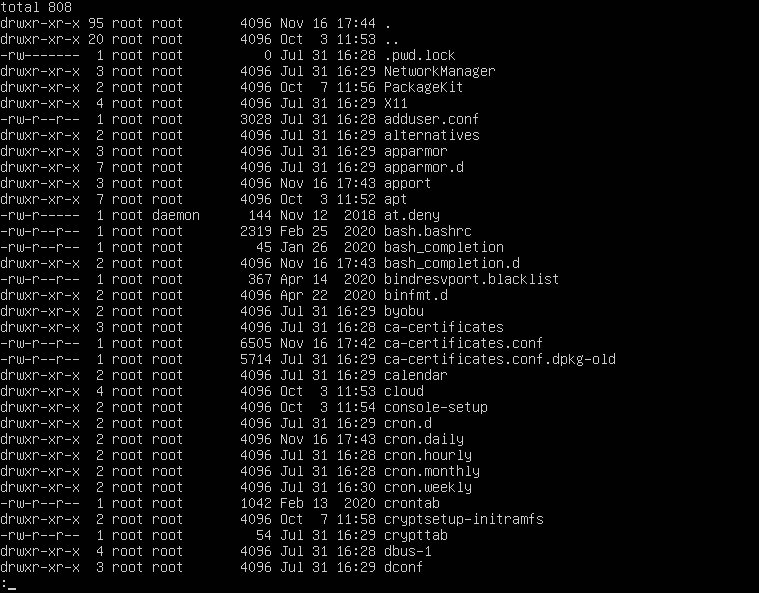 total 808
drwxr-xr-x 95 root root       4096 Nov 16 17:44 .
drwxr-xr-x 20 root root       4096 Oct  3 11:53 ..
-rw-------  1 root root          0 Jul 31 16:28 .pwd.lock
drwxr-xr-x  3 root root       4096 Jul 31 16:29 NetworkManager
drwxr-xr-x  2 root root       4096 Oct  7 11:56 PackageKit
drwxr-xr-x  4 root root       4096 Jul 31 16:29 X11
-rw-r--r--  1 root root       3028 Jul 31 16:28 adduser.conf
drwxr-xr-x  2 root root       4096 Jul 31 16:29 alternatives
drwxr-xr-x  3 root root       4096 Jul 31 16:29 apparmor
drwxr-xr-x  7 root root       4096 Jul 31 16:29 apparmor.d
drwxr-xr-x  3 root root       4096 Nov 16 17:43 apport
drwxr-xr-x  7 root root       4096 Oct  3 11:52 apt
-rw-r-----  1 root daemon      144 Nov 12  2018 at.deny
-rw-r--r--  1 root root       2319 Feb 25  2020 bash.bashrc
-rw-r--r--  1 root root         45 Jan 26  2020 bash_completion
drwxr-xr-x  2 root root       4096 Nov 16 17:43 bash_completion.d
-rw-r--r--  1 root root        367 Apr 14  2020 bindresvport.blacklist
drwxr-xr-x  2 root root       4096 Apr 22  2020 binfmt.d
drwxr-xr-x  2 root root       4096 Jul 31 16:29 byobu
drwxr-xr-x  3 root root       4096 Jul 31 16:28 ca-certificates
-rw-r--r--  1 root root       6505 Nov 16 17:42 ca-certificates.conf
-rw-r--r--  1 root root       5714 Jul 31 16:29 ca-certificates.conf.dpkg-old
drwxr-xr-x  2 root root       4096 Jul 31 16:29 calendar
drwxr-xr-x  4 root root       4096 Oct  3 11:53 cloud
drwxr-xr-x  2 root root       4096 Oct  3 11:54 console-setup
drwxr-xr-x  2 root root       4096 Jul 31 16:29 cron.d
drwxr-xr-x  2 root root       4096 Nov 16 17:43 cron.daily
drwxr-xr-x  2 root root       4096 Jul 31 16:28 cron.hourly
drwxr-xr-x  2 root root       4096 Jul 31 16:28 cron.monthly
drwxr-xr-x  2 root root       4096 Jul 31 16:30 cron.weekly
-rw-r--r--  1 root root       1042 Feb 13  2020 crontab
drwxr-xr-x  2 root root       4096 Oct  7 11:58 cryptsetup-initramfs
-rw-r--r--  1 root root         54 Jul 31 16:29 crypttab
drwxr-xr-x  4 root root       4096 Jul 31 16:28 dbus-1
drwxr-xr-x  3 root root       4096 Jul 31 16:29 dconf
:_